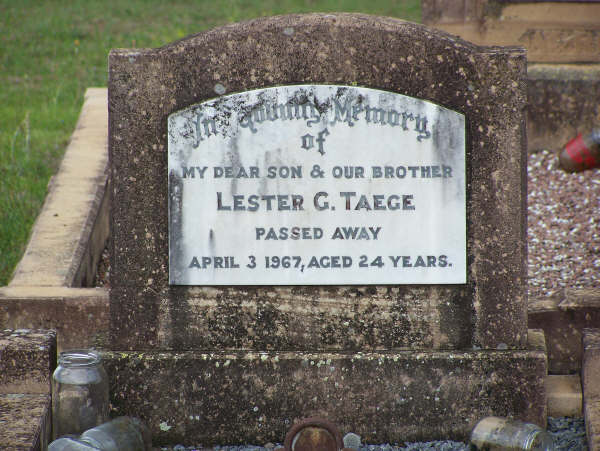 In Loving Memory
of
MY DEAR SON & OUR BROTHER
LESTER G. TAEGE
PASSED AWAY
APRIL 3 1967, AGED 24 YEARS.